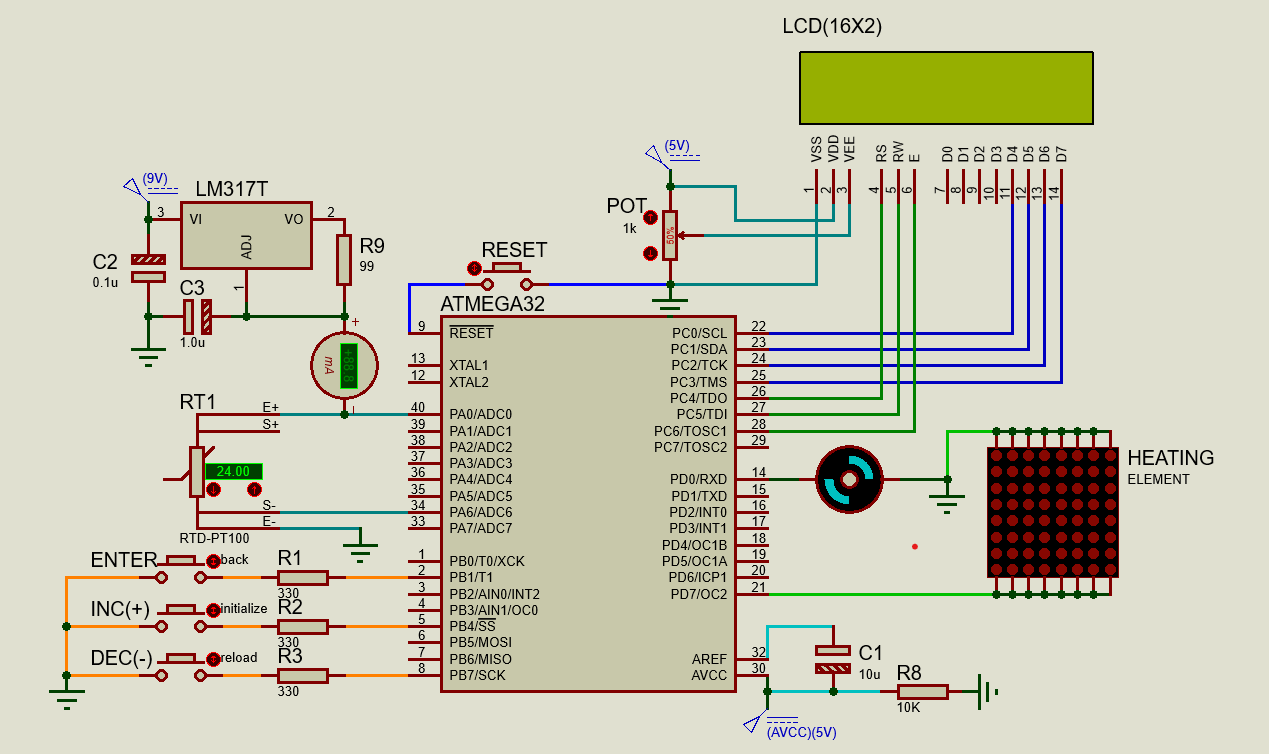 LCD(16X2)
VSS
VDD
VEE
RS
RW
E
D0
D1
D2
D3
D4
D5
D6
D7
1
2
3
4
5
6
7
8
9
10
11
12
13
14
(5V)
POT
1k
50%
(9V)
LM317T
3 VI VO 2
ADJ
1
C2
0.1u
C3
1.0u
R9
99
+
mA
RESET
ATMEGA32
9 RESET
13 XTAL1
12 XTAL2
40 PA0/ADC0
39 PA1/ADC1
38 PA2/ADC2
37 PA3/ADC3
36 PA4/ADC4
35 PA5/ADC5
34 PA6/ADC6
33 PA7/ADC7
1 PB0/T0/XCK
2 PB1/T1
3 PB2/AIN0/INT2
4 PB3/AIN1/OC0
5 PB4/SS
6 PB5/MOSI
7 PB6/MISO
8 PB7/SCK
PC0/SCL 22
PC1/SDA 23
PC2/TCK 24
PC3/TMS 25
PC4/TDO 26
PC5/TDI 27
PC6/TOSC1 28
PC7/TOSC2 29
PD0/RXD 14
PD1/TXD 15
PD2/INT0 16
PD3/INT1 17
PD4/OC1B 18
PD5/OC1A 19
PD6/ICP1 20
PD7/OC2 21
AREF 32
AVCC 30
RT1
E+
S+
24.00
S-
E-
RTD-PT100
ENTER
back
R1
330
INC(+)
initialize
R2
330
DEC(-)
reload
R3
330
HEATING
ELEMENT
C1
10u
R8
10K
(AVCC)(5V)